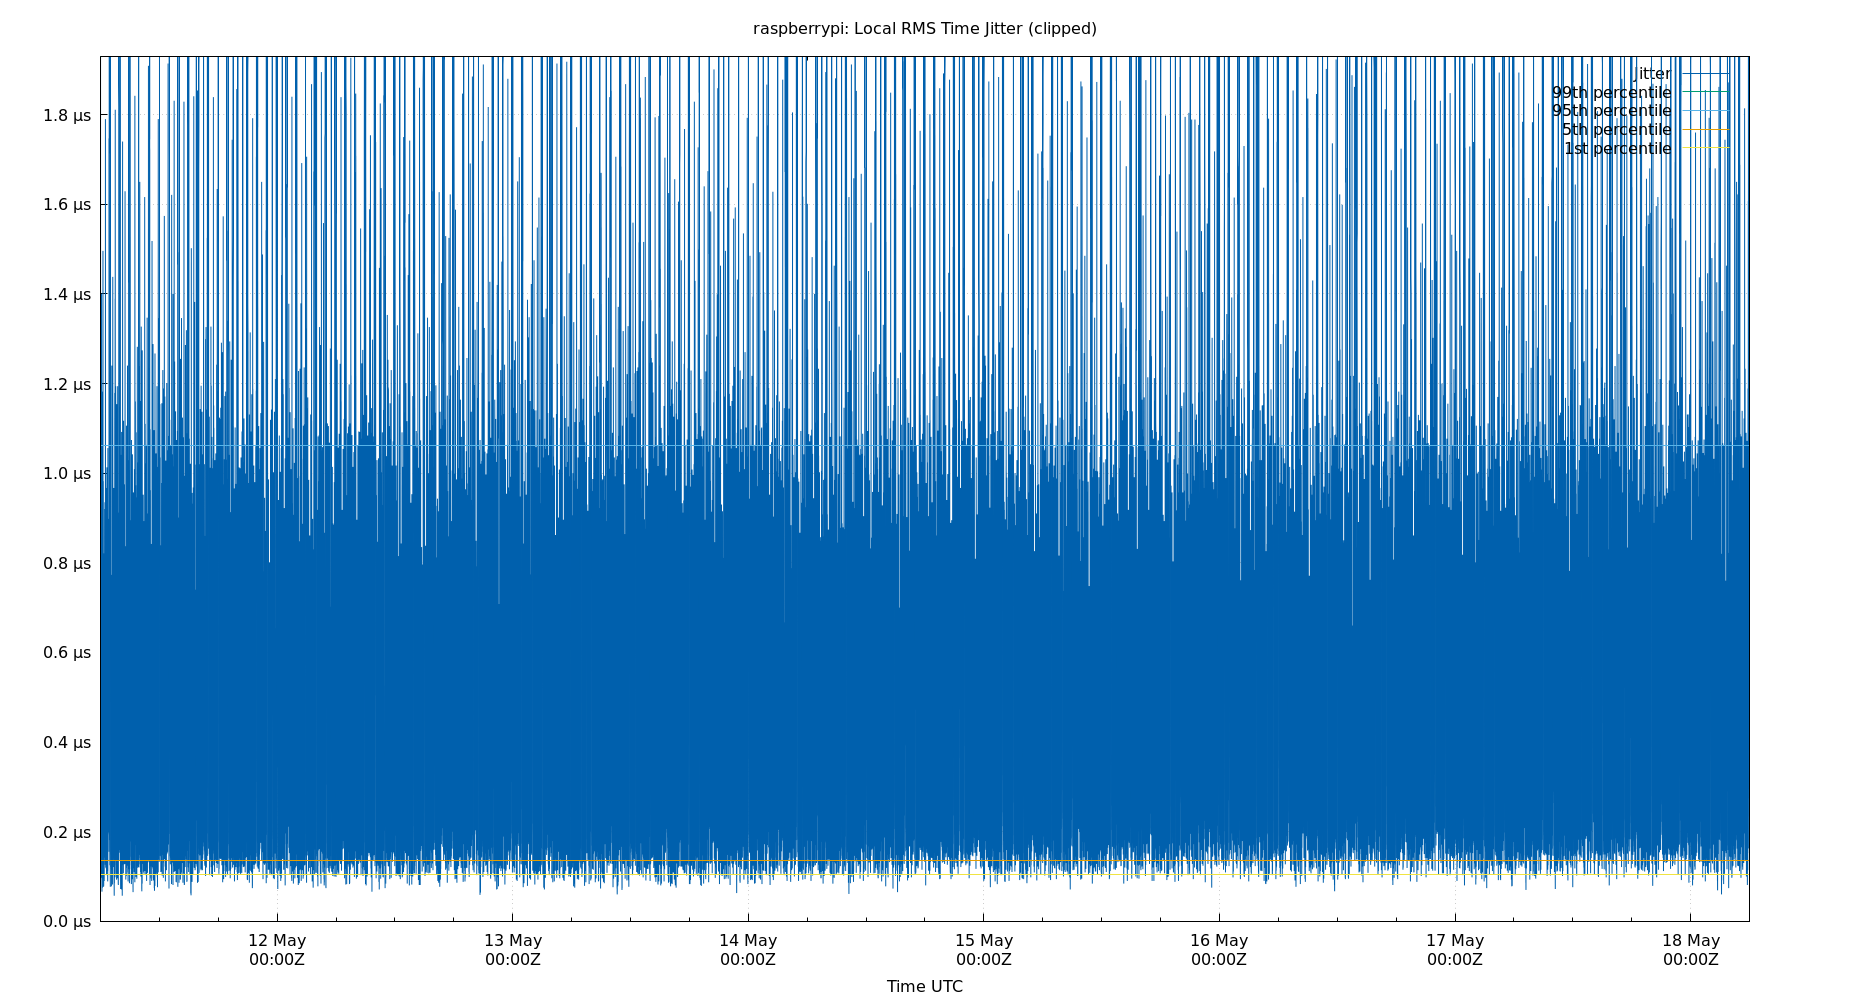 raspberrypi: Local RMS Time Jitter (clipped)
Jitter
99th percentile
95th percentile
5th percentile
1st percentile
1.8 µs
1.6 µs
1.4 µs
1.2 µs
1.0 µs
0.8 µs
0.6 µs
0.4 µs
0.2 µs
0.0 µs
12 May 13 May 14 May 15 May 16 May 17 May 18 May
00:00Z 00:00Z 00:00Z 00:00Z 00:00Z 00:00Z 00:00Z
Time UTC